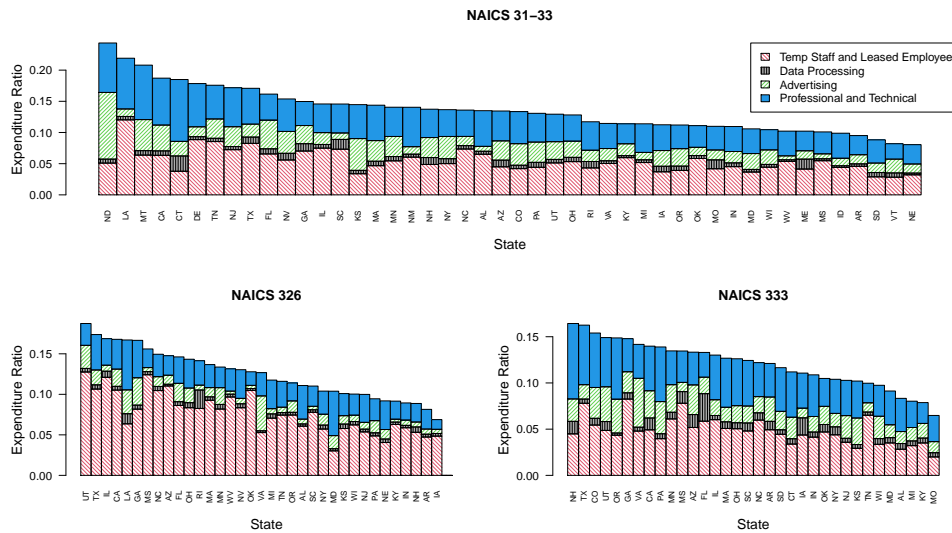 NAICS 31−33
Expenditure Ratio
0.20
0.15
0.10
0.05
0.00
Temp Staff and Leased Employee
Data Processing
Advertising
Professional and Technical
ND LA MT CA CT DE TN NJ TX FL NV GA IL SC KS MA MN NM NH NY NC AL AZ CO PA UT OH RI VA KY MI IA OR OK MO IN MD WI WV ME MS ID AR SD VT NE
State
NAICS 326
Expenditure Ratio
0.15
0.10
0.05
0.00
UT TX IL CA LA GA MS NC AZ FL OH RI MA MN WV NV OK VA MI TN OR AL SC NY MD KS WI NJ PA NE KY IN NH AR IA
State
NAICS 333
Expenditure Ratio
0.15
0.10
0.05
0.00
NH TX CO UT OR GA VA CA PA MN MS AZ FL IL MA OH SC NC AR SD CT IA IN OK NY NJ KS TN WI MD AL MI KY MO
State